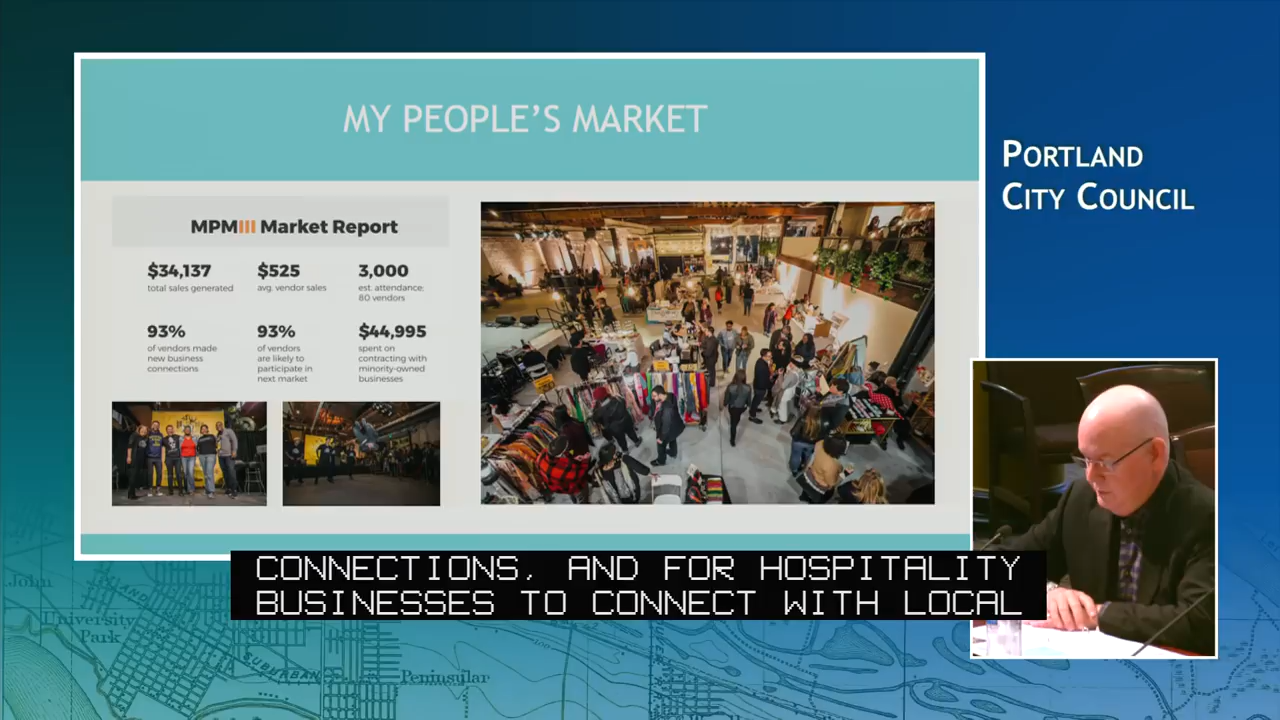 MY PEOPLE'S MARKET
PORTLAND
CITY COUNCIL
MPMIII Market Report
$34,137
total sales generated
$525
avg. vendor sales
3,000
est. attendance;
80 vendors
93%
of vendors made
new business
connections
93%
of vendors
are likely to
participate in
next market
$44,995
spent on
contracting with
minority-owned
businesses
CONNECTIONS, AND FOR HOSPITALITY
BUSINESSES TO CONNECT WITH LOCAL
John
University
Park
SUBURBAN
Peninsular